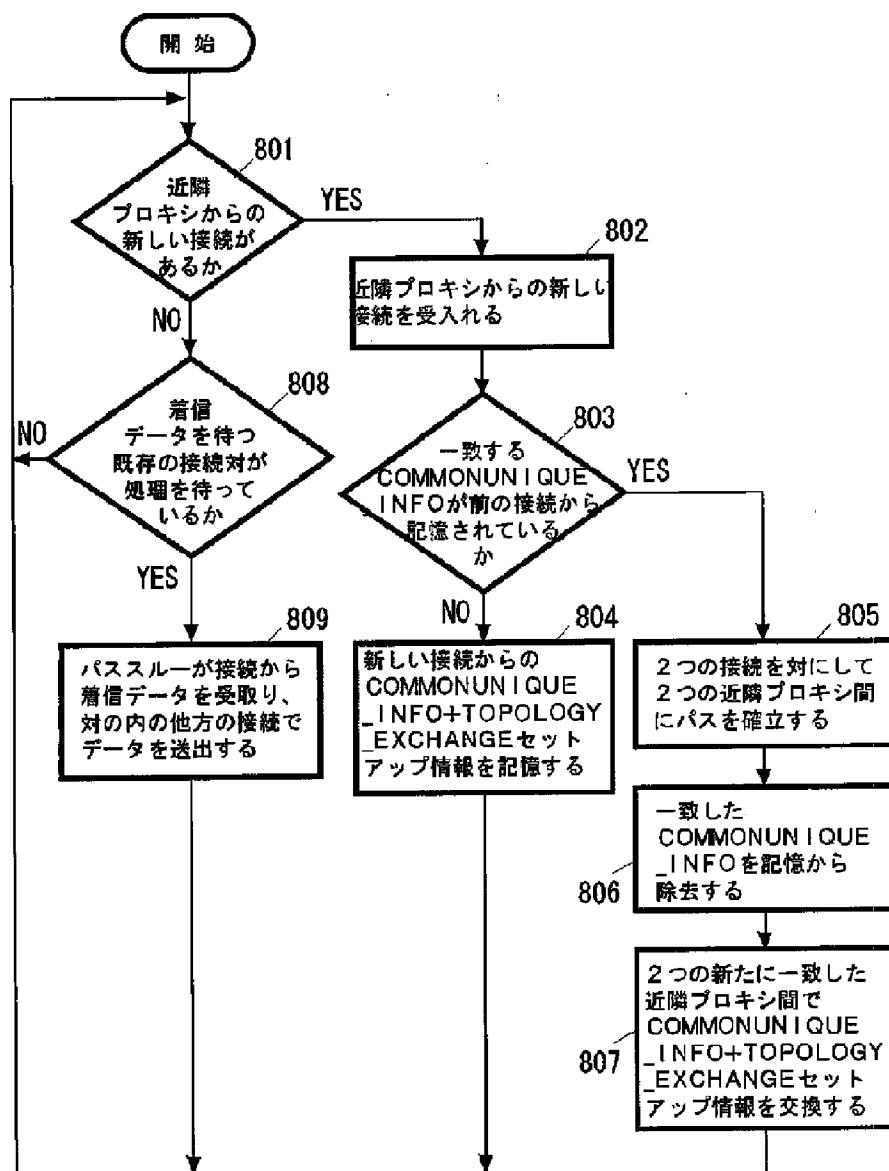 開 始
801
近隣
プロキシからの
新しい接続が
あるか
YES
NO
802
近隣プロキシからの新しい
接続を受入れる
808
着信
データを待つ
既存の接続対が
処理を待って
いるか
NO
YES
803
一致する
COMMONUNIQUE
INFOが前の接続から
記憶されている
か
YES
NO
809
パススルーが接続から
着信データを受取り、
対の内の他方の接続で
データを送出する
804
新しい接続からの
COMMONUNIQUE
_INFO+TOPOLOGY
_EXCHANGEセット
アップ情報を記憶する
805
2つの接続を対にして
2つの近隣プロキシ間
にパスを確立する
806
一致した
COMMONUNIQUE
_INFOを記憶から
除去する
807
2つの新たに一致した
近隣プロキシ間で
COMMONUNIQUE
_INFO+TOPOLOGY
_EXCHANGEセット
アップ情報を交換する